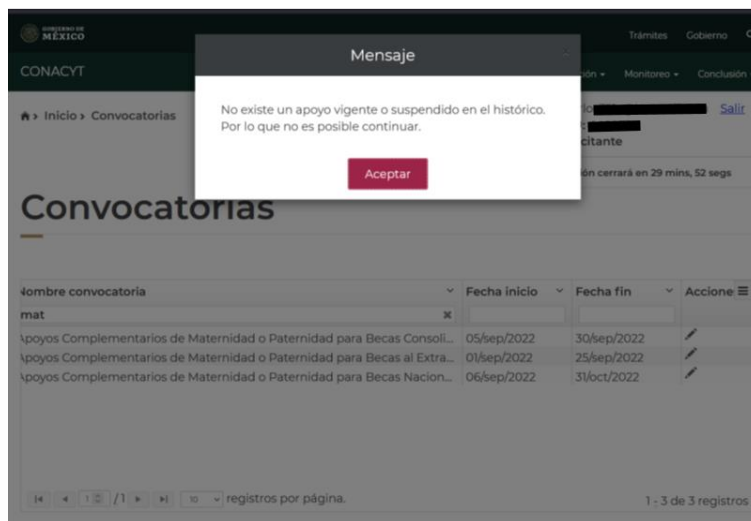 GOBIERNO DE
MÉXICO
Trámites Gobierno
Mensaje
CONACYT
ión Monitoreo Conclusión
No existe un apoyo vigente o suspendido en el histórico.
Por lo que no es posible continuar.
Inicio › Convocatorias
Salir
citante
Aceptar
ón cerrará en 29 mins, 52 segs
Convocatorias
Nombre convocatoria Fecha inicio Fecha fin Accione
mat
Apoyos Complementarios de Maternidad o Paternidad para Becas Consoli... 05/sep/2022 30/sep/2022
Apoyos Complementarios de Maternidad o Paternidad para Becas al Extra... 01/sep/2022 25/sep/2022
Apoyos Complementarios de Maternidad o Paternidad para Becas Nacion... 06/sep/2022 31/oct/2022
1 / 1 10 registros por página.
1 - 3 de 3 registros